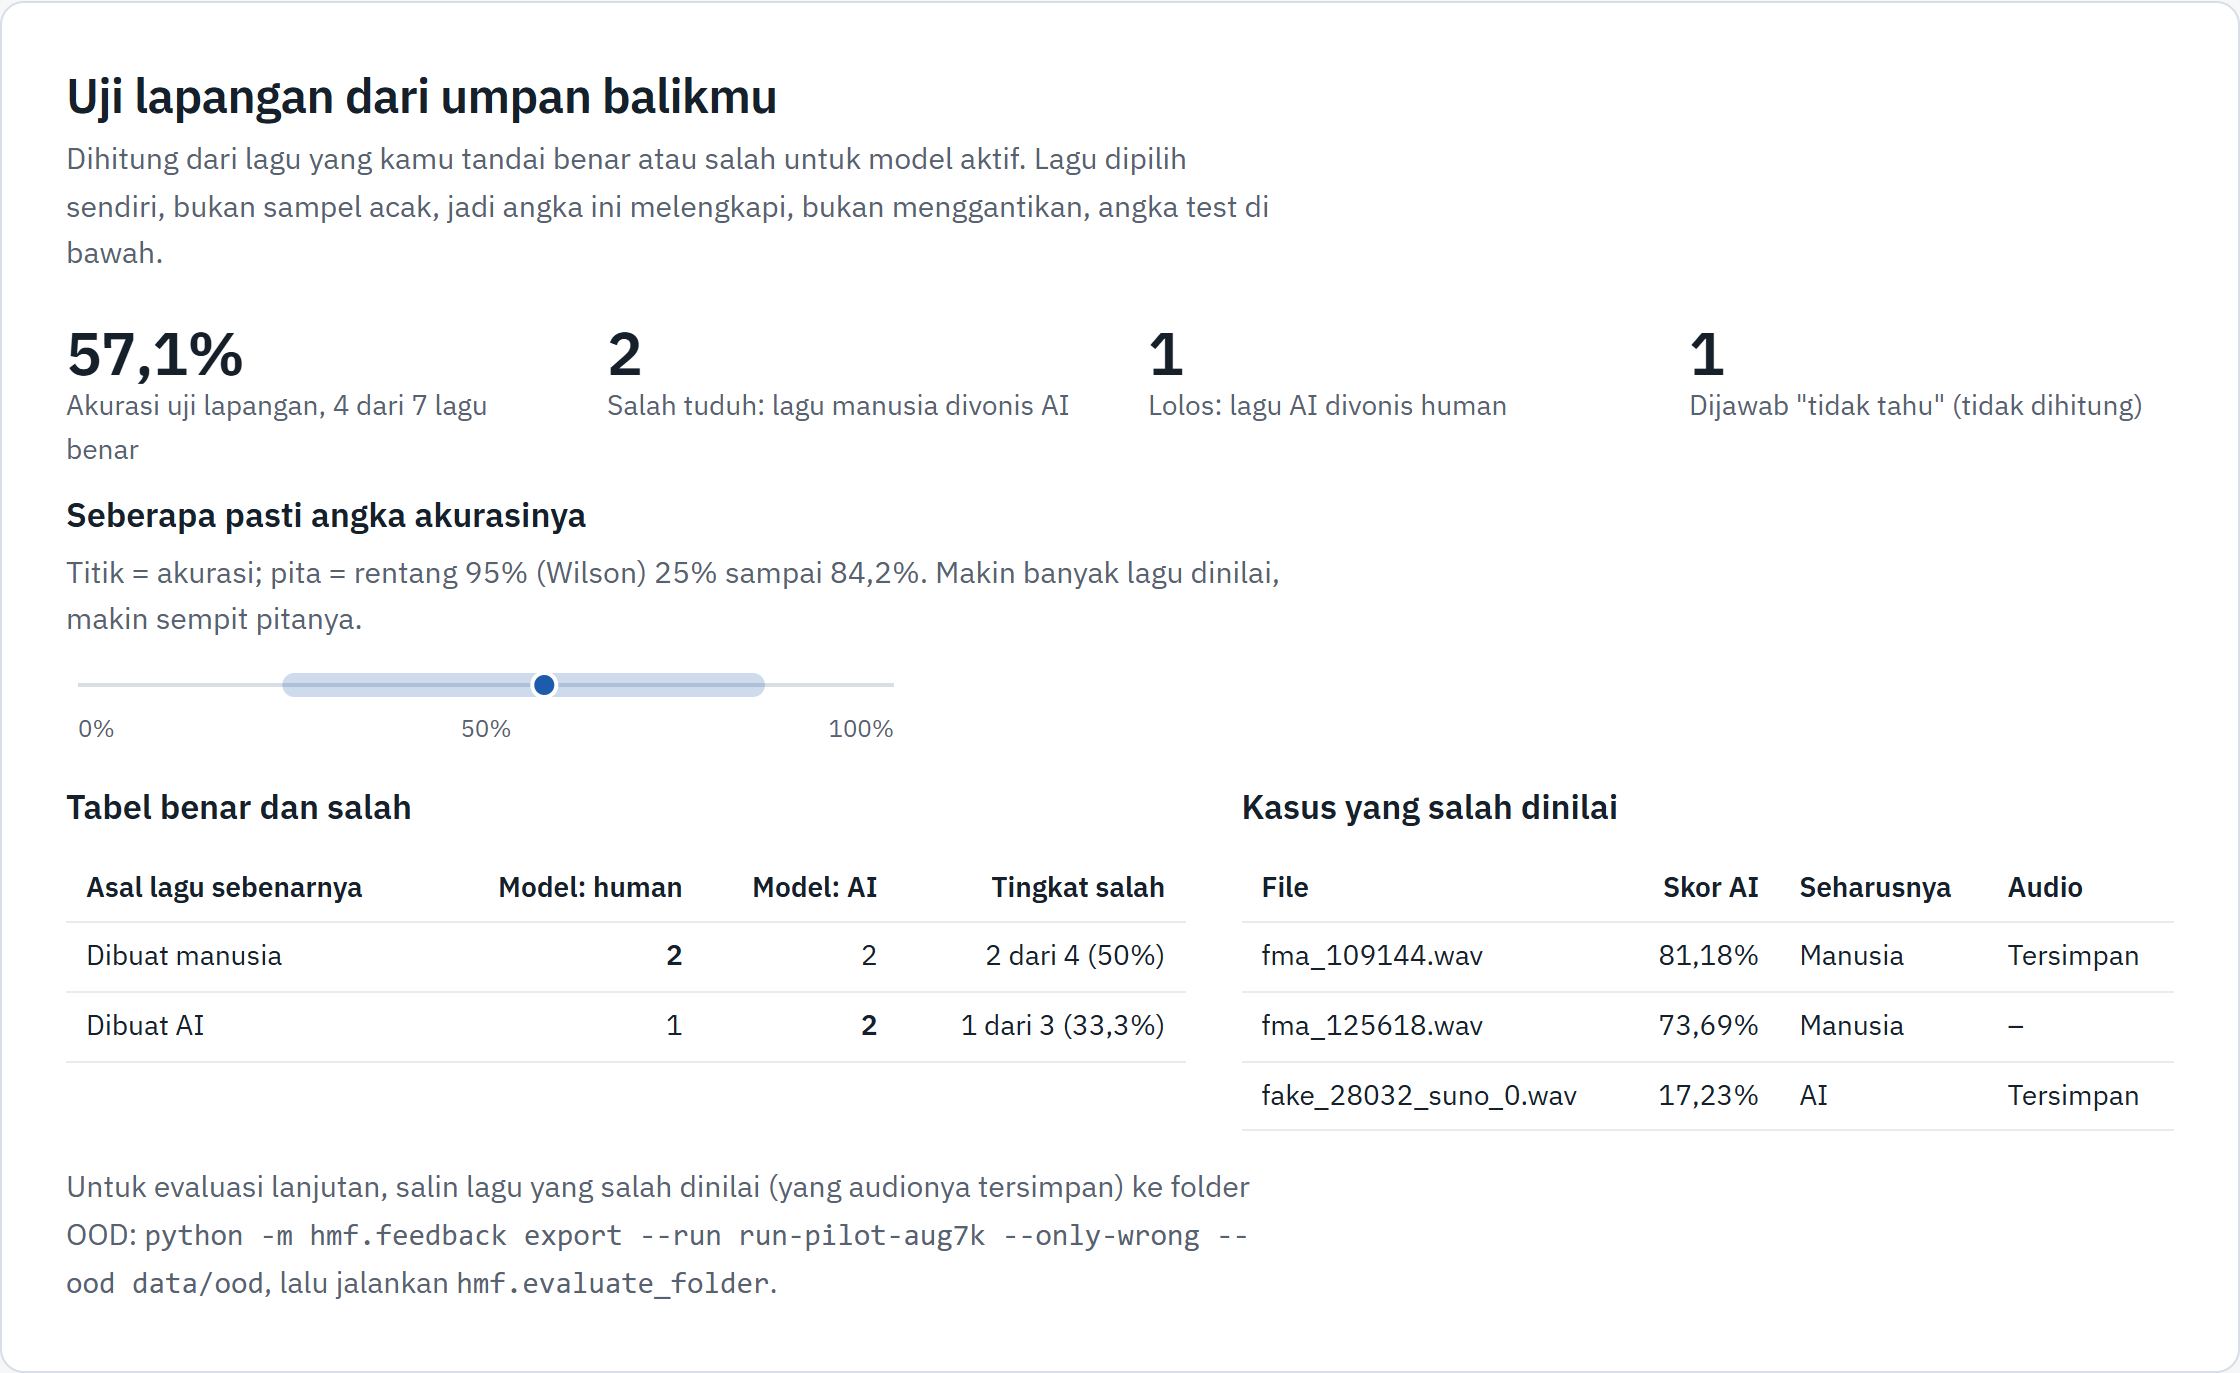 Uji lapangan dari umpan balikmu
Dihitung dari lagu yang kamu tandai benar atau salah untuk model aktif. Lagu dipilih
sendiri, bukan sampel acak, jadi angka ini melengkapi, bukan menggantikan, angka test di
bawah.
57,1%
Akurasi uji lapangan, 4 dari 7 lagu
benar
2
Salah tuduh: lagu manusia divonis AI
1
Lolos: lagu AI divonis human
1
Dijawab "tidak tahu" (tidak dihitung)
Seberapa pasti angka akurasinya
Titik = akurasi; pita = rentang 95% (Wilson) 25% sampai 84,2%. Makin banyak lagu dinilai,
makin sempit pitanya.
0% 50% 100%
Tabel benar dan salah
Asal lagu sebenarnya Model: human Model: AI Tingkat salah
Dibuat manusia 2 2 2 dari 4 (50%)
Dibuat AI 1 2 1 dari 3 (33,3%)
Kasus yang salah dinilai
File Skor AI Seharusnya Audio
fma_109144.wav 81,18% Manusia Tersimpan
fma_125618.wav 73,69% Manusia –
fake_28032_suno_0.wav 17,23% AI Tersimpan
Untuk evaluasi lanjutan, salin lagu yang salah dinilai (yang audionya tersimpan) ke folder
OOD: python -m hmf.feedback export --run run-pilot-aug7k --only-wrong --
ood data/ood, lalu jalankan hmf.evaluate_folder.